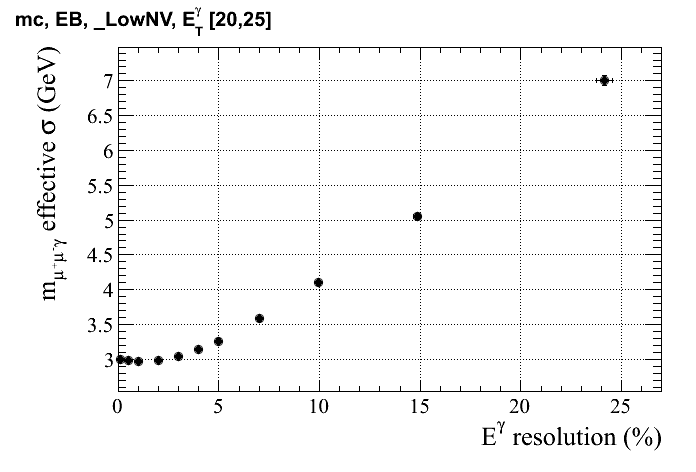 mc, EB, _LowNV, E_T^γ [20,25]
m_μ⁺μ⁻γ effective σ (GeV)
7
6.5
6
5.5
5
4.5
4
3.5
3
0 5 10 15 20 25
E^γ resolution (%)